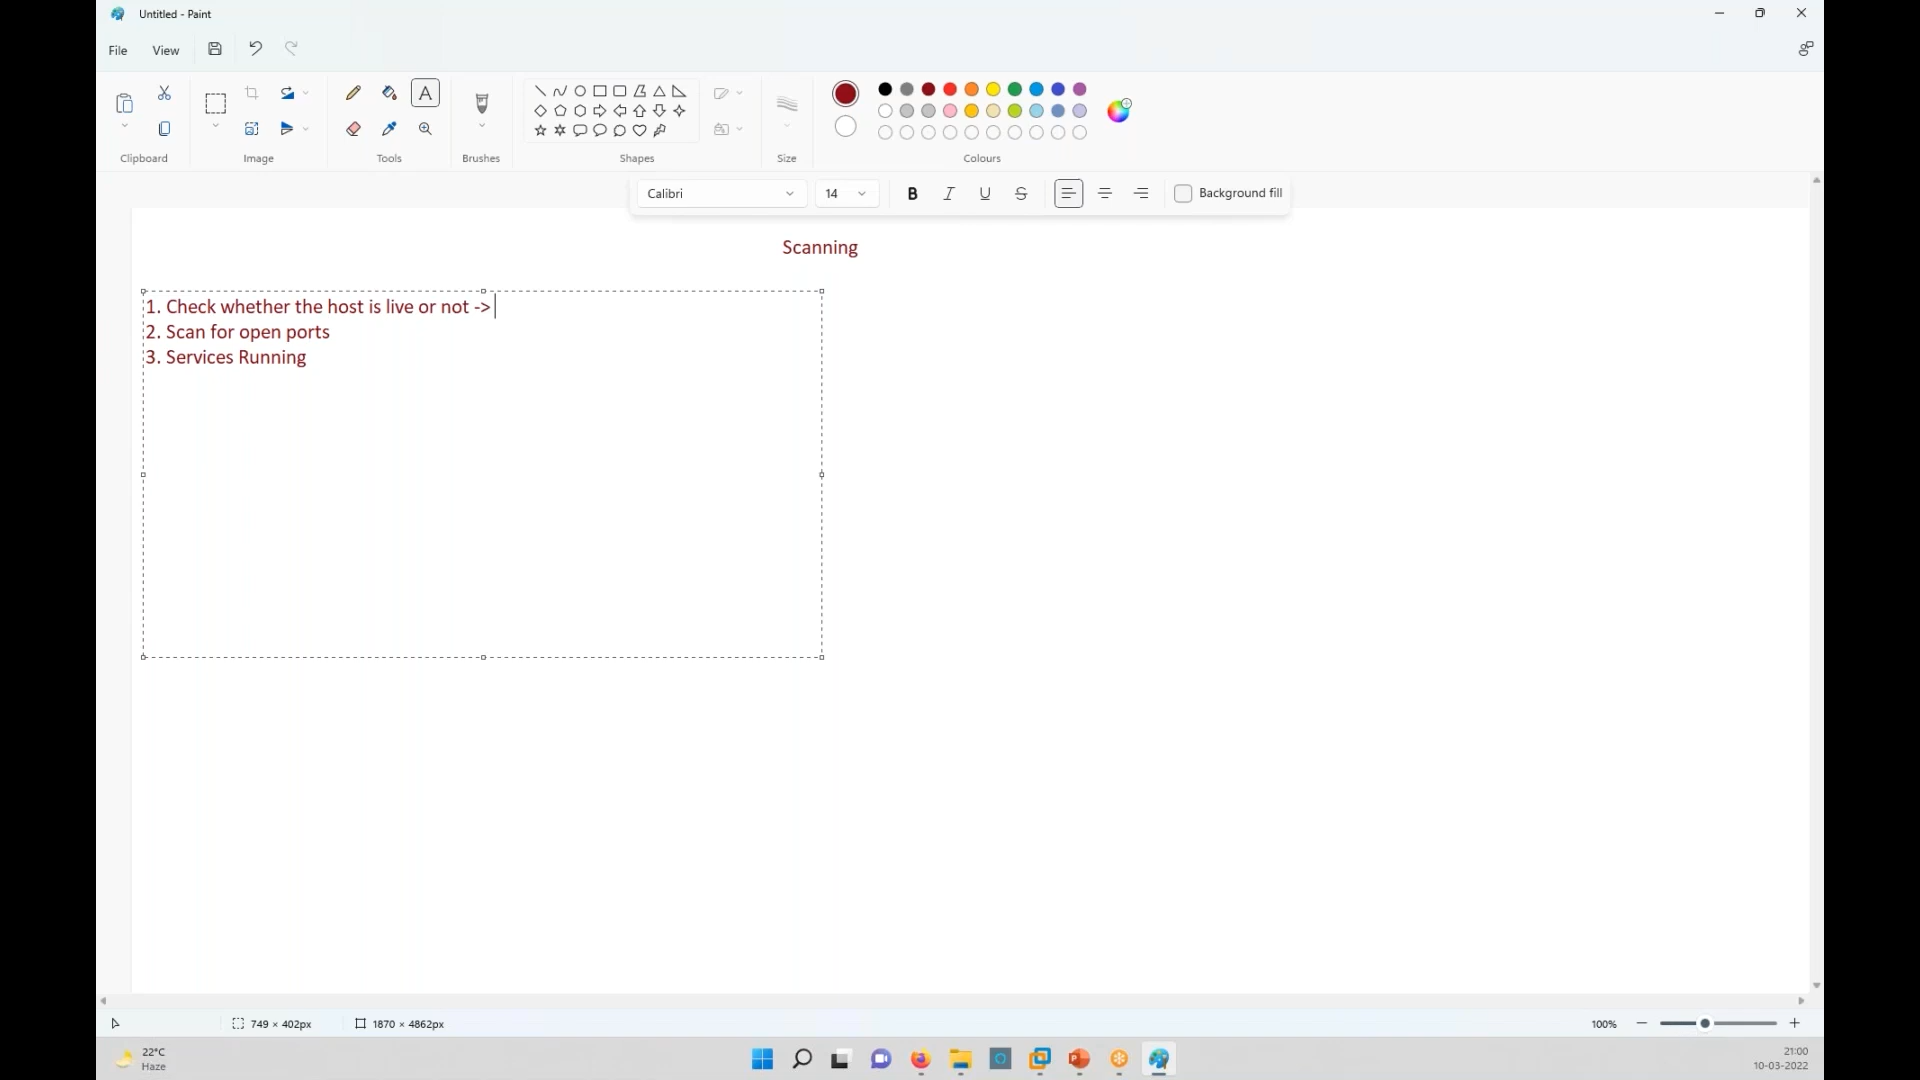 Untitled - Paint
File View
Clipboard Image Tools Brushes Shapes Size Colours
Calibri 14 B I U S Background fill
Scanning
1. Check whether the host is live or not ->
2. Scan for open ports
3. Services Running
749 × 402px 1870 × 4862px 100%
22°C
Haze
21:00
10-03-2022